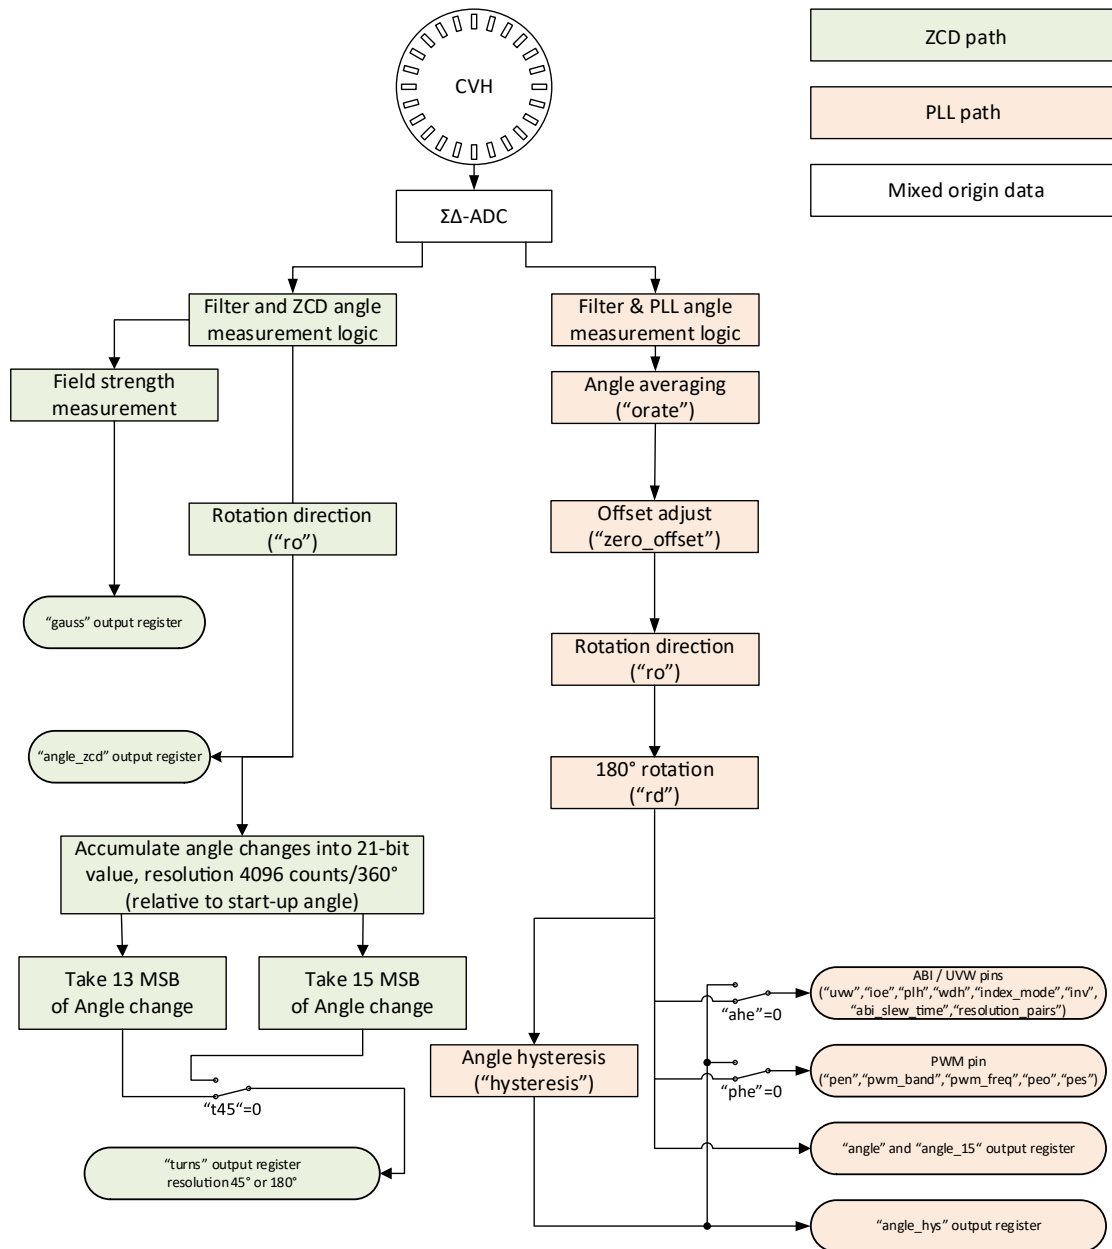 CVH
ZCD path
PLL path
Mixed origin data
ΣΔ-ADC
Filter and ZCD angle
measurement logic
Filter & PLL angle
measurement logic
Field strength
measurement
Angle averaging
(“orate”)
Rotation direction
(“ro”)
Offset adjust
(“zero_offset”)
“gauss” output register
Rotation direction
(“ro”)
“angle_zcd” output register
180° rotation
(“rd”)
Accumulate angle changes into 21-bit
value, resolution 4096 counts/360°
(relative to start-up angle)
Take 13 MSB
of Angle change
Take 15 MSB
of Angle change
“t45“=0
“turns” output register
resolution 45° or 180°
Angle hysteresis
(“hysteresis”)
“ahe”=0
ABI / UVW pins
(“uvw”,“ioe”,“plh”,“wdh”,“index_mode”,“inv”,
“abi_slew_time”,“resolution_pairs”)
“phe”=0
PWM pin
(“pen”,“pwm_band”,“pwm_freq”,“peo”,“pes”)
“angle” and “angle_15“ output register
“angle_hys” output register